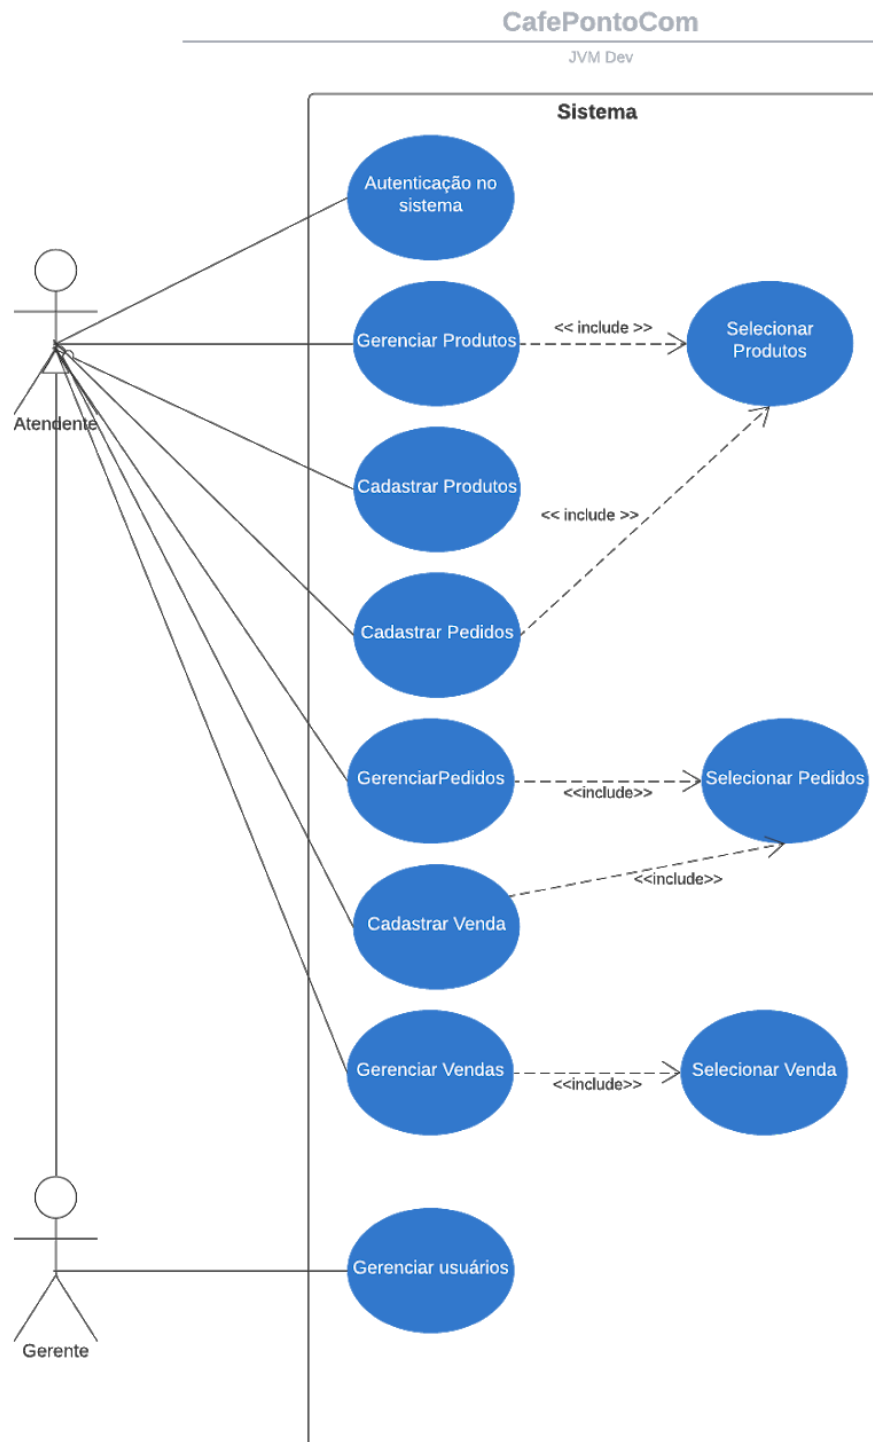 CafePontoCom
JVM Dev
Sistema
Autenticação no
sistema
Gerenciar Produtos
<< include >>
Selecionar
Produtos
Atendente
Cadastrar Produtos
<< include >>
Cadastrar Pedidos
GerenciarPedidos
<<include>>
Selecionar Pedidos
Cadastrar Venda
<<include>>
Gerenciar Vendas
<<include>>
Selecionar Venda
Gerenciar usuários
Gerente